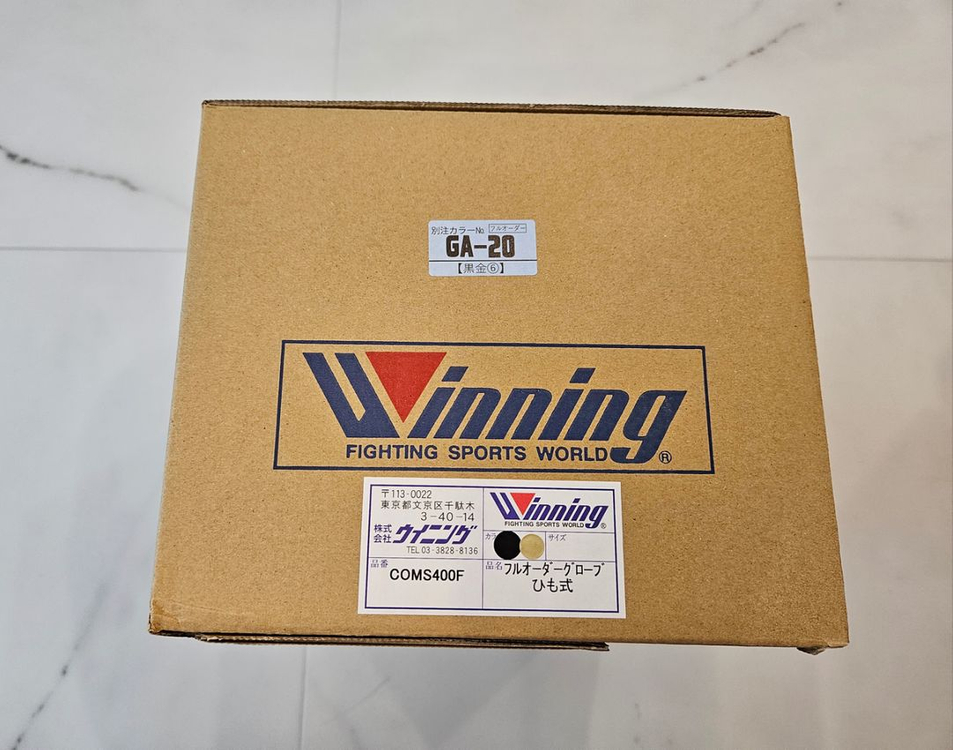 別注カラーNo フルオーダー
GA-20
【黒金⑥】
Winning
FIGHTING SPORTS WORLD®
〒113-0022
東京都文京区千駄木
3-40-14
株式会社 ウイニング
TEL 03-3828-8136
Winning
FIGHTING SPORTS WORLD®
カラ サイズ
品番
COMS400F
品名 フルオーダーグローブ
ひも式